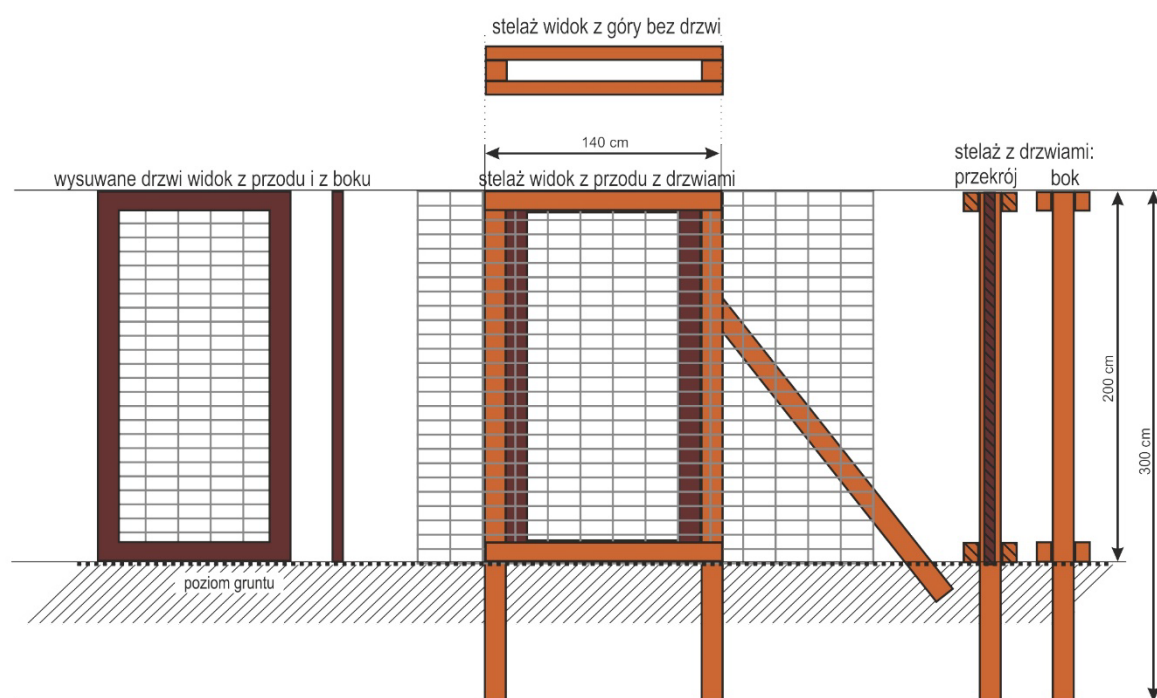 stelaż widok z góry bez drzwi
140 cm
wysuwane drzwi widok z przodu i z boku
stelaż widok z przodu z drzwiami
stelaż z drzwiami:
przekrój
bok
200 cm
300 cm
poziom gruntu